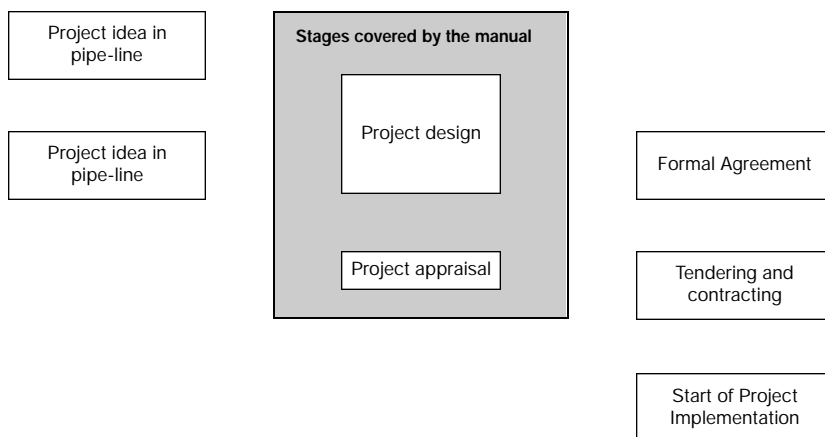 Project idea in
pipe-line
Project idea in
pipe-line
Stages covered by the manual
Project design
Project appraisal
Formal Agreement
Tendering and
contracting
Start of Project
Implementation